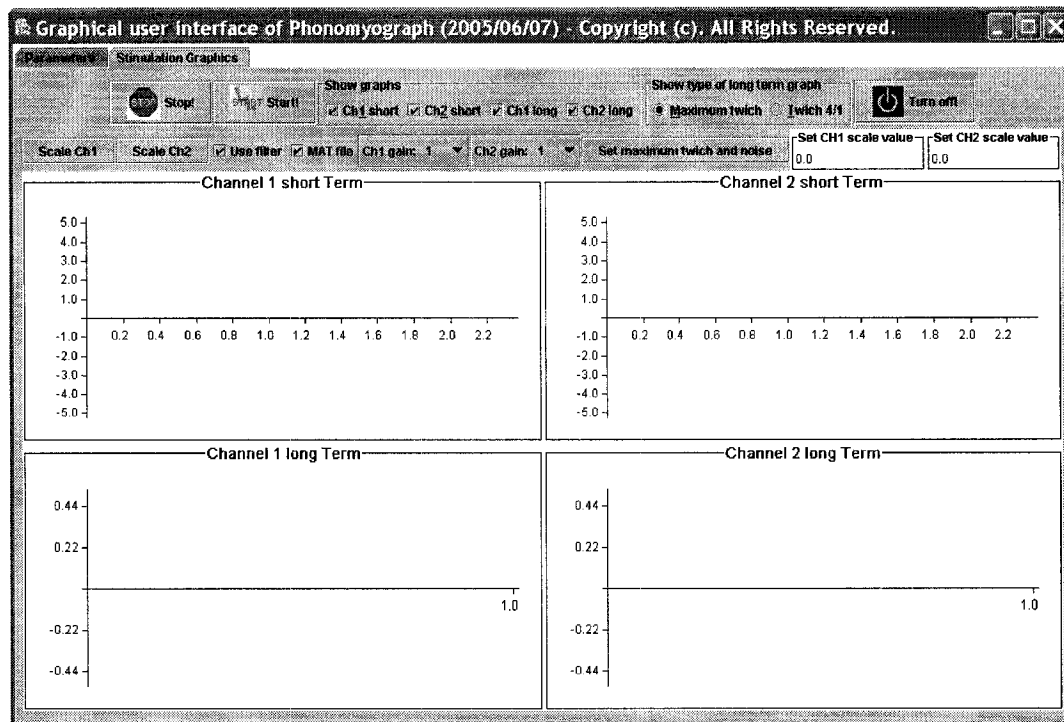 Graphical user interface of Phonomyograph (2005/06/07) - Copyright (c). All Rights Reserved.
Parameters Stimulation Graphics
STOP Stop! START Start! Show graphs Show type of long term graph Turn off!
Ch1 short Ch2 short Ch1 long Ch2 long Maximum twich Twich 4/1
Scale Ch1 Scale Ch2 Use filter MAT file Ch1 gain: 1 Ch2 gain: 1 Set maximum twich and noise Set CH1 scale value Set CH2 scale value
0.0 0.0
Channel 1 short Term
5.0
4.0
3.0
2.0
1.0
-1.0 0.2 0.4 0.6 0.8 1.0 1.2 1.4 1.6 1.8 2.0 2.2
-2.0
-3.0
-4.0
-5.0
Channel 2 short Term
5.0
4.0
3.0
2.0
1.0
-1.0 0.2 0.4 0.6 0.8 1.0 1.2 1.4 1.6 1.8 2.0 2.2
-2.0
-3.0
-4.0
-5.0
Channel 1 long Term
0.44
0.22
1.0
-0.22
-0.44
Channel 2 long Term
0.44
0.22
1.0
-0.22
-0.44